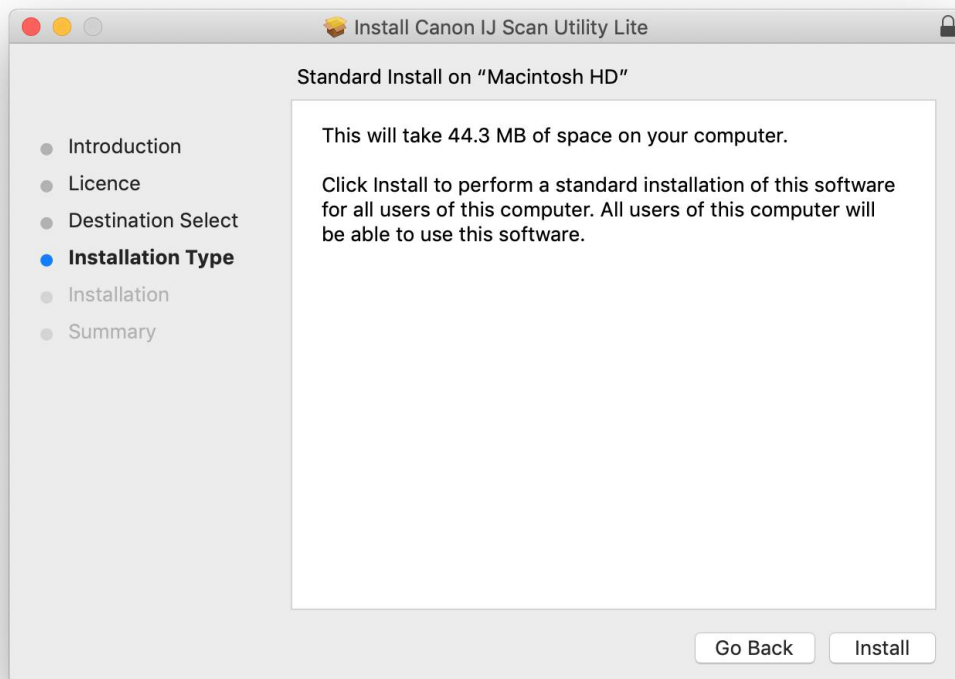 Install Canon IJ Scan Utility Lite
Standard Install on “Macintosh HD”
Introduction
Licence
Destination Select
Installation Type
Installation
Summary
This will take 44.3 MB of space on your computer.
Click Install to perform a standard installation of this software
for all users of this computer. All users of this computer will
be able to use this software.
Go Back
Install